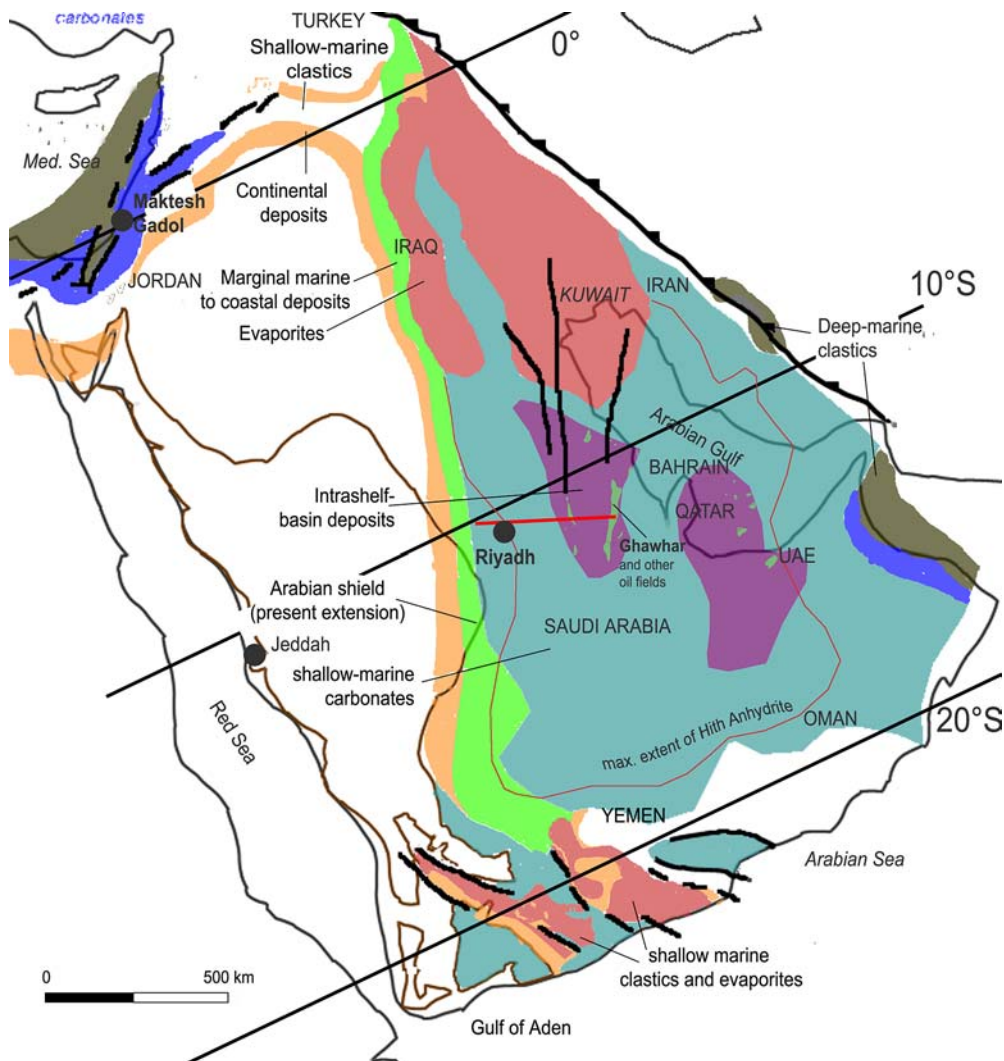 carbonates
TURKEY
0°
Shallow-marine
clastics
Med. Sea
Continental
deposits
Maktesh
Gadol
IRAQ
IRAN
JORDAN
Marginal marine
to coastal deposits
KUWAIT
10°S
Evaporites
Deep-marine
clastics
Arabian Gulf
BAHRAIN
Intrashelf-
basin deposits
QATAR
Riyadh
Ghawhar
and other
oil fields
UAE
Arabian shield
(present extension)
SAUDI ARABIA
Jeddah
shallow-marine
carbonates
Red Sea
max. extent of Hith Anhydrite
OMAN
20°S
YEMEN
Arabian Sea
shallow marine
clastics and evaporites
0
500 km
Gulf of Aden